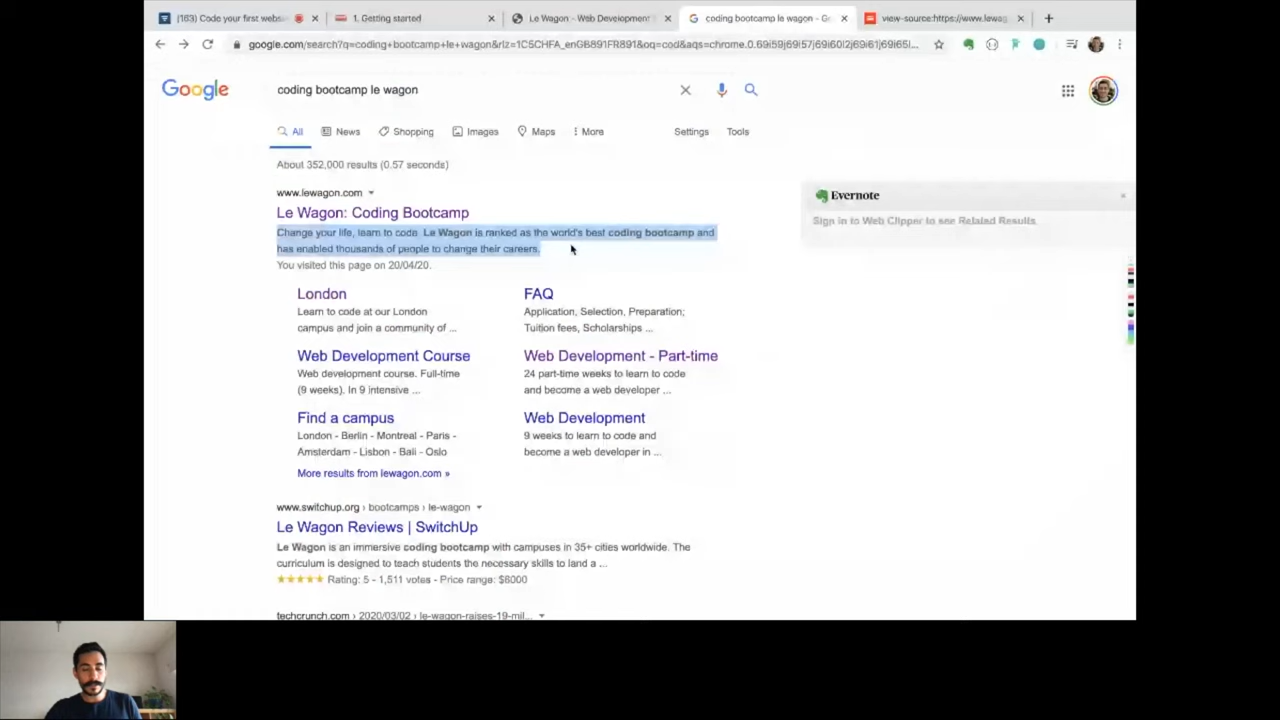 (163) Code your first websi
1. Getting started
Le Wagon - Web Development
coding bootcamp le wagon - Go
view-source:https://www.lewag
google.com/search?q=coding+bootcamp+le+wagon&rlz=1C5CHFA_enGB891FR891&oq=cod&aqs=chrome.0.69i59j69i57j69i60l2j69i61j69i65l...
Google
coding bootcamp le wagon
All News Shopping Images Maps More Settings Tools
About 352,000 results (0.57 seconds)
www.lewagon.com
Le Wagon: Coding Bootcamp
Change your life, learn to code. Le Wagon is ranked as the world's best coding bootcamp and
has enabled thousands of people to change their careers.
You visited this page on 20/04/20.
Evernote
Sign in to Web Clipper to see Related Results.
London
Learn to code at our London
campus and join a community of ...
FAQ
Application, Selection, Preparation;
Tuition fees, Scholarships ...
Web Development Course
Web development course. Full-time
(9 weeks). In 9 intensive ...
Web Development - Part-time
24 part-time weeks to learn to code
and become a web developer ...
Find a campus
London - Berlin - Montreal - Paris -
Amsterdam - Lisbon - Bali - Oslo
Web Development
9 weeks to learn to code and
become a web developer in ...
More results from lewagon.com »
www.switchup.org › bootcamps › le-wagon
Le Wagon Reviews | SwitchUp
Le Wagon is an immersive coding bootcamp with campuses in 35+ cities worldwide. The
curriculum is designed to teach students the necessary skills to land a ...
Rating: 5 - 1,511 votes - Price range: $6000
techcrunch.com › 2020/03/02 › le-wagon-raises-19-mil...